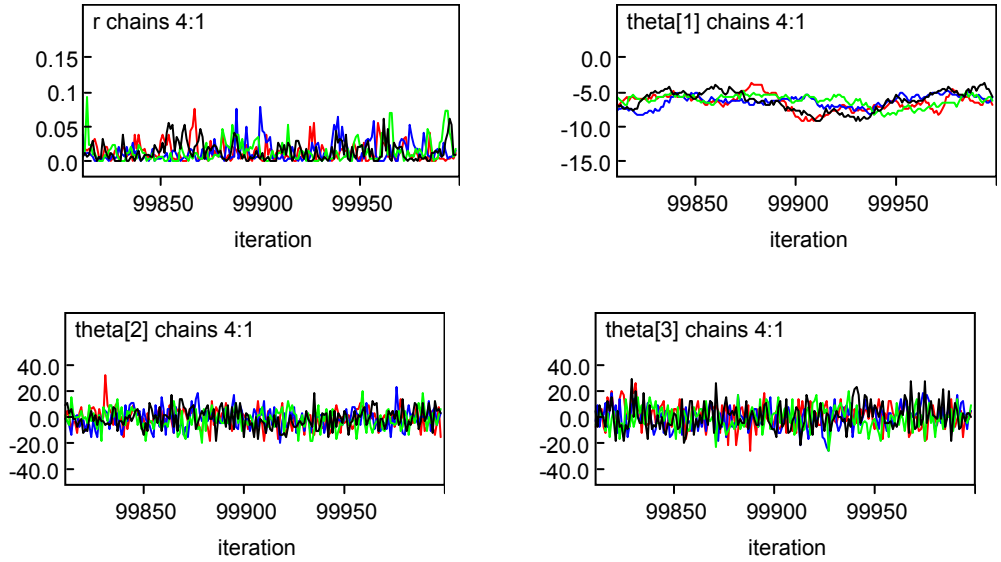 r chains 4:1
0.15
0.1
0.05
0.0
99850 99900 99950
iteration
theta[1] chains 4:1
0.0
-5.0
-10.0
-15.0
99850 99900 99950
iteration
theta[2] chains 4:1
40.0
20.0
0.0
-20.0
-40.0
99850 99900 99950
iteration
theta[3] chains 4:1
40.0
20.0
0.0
-20.0
-40.0
99850 99900 99950
iteration